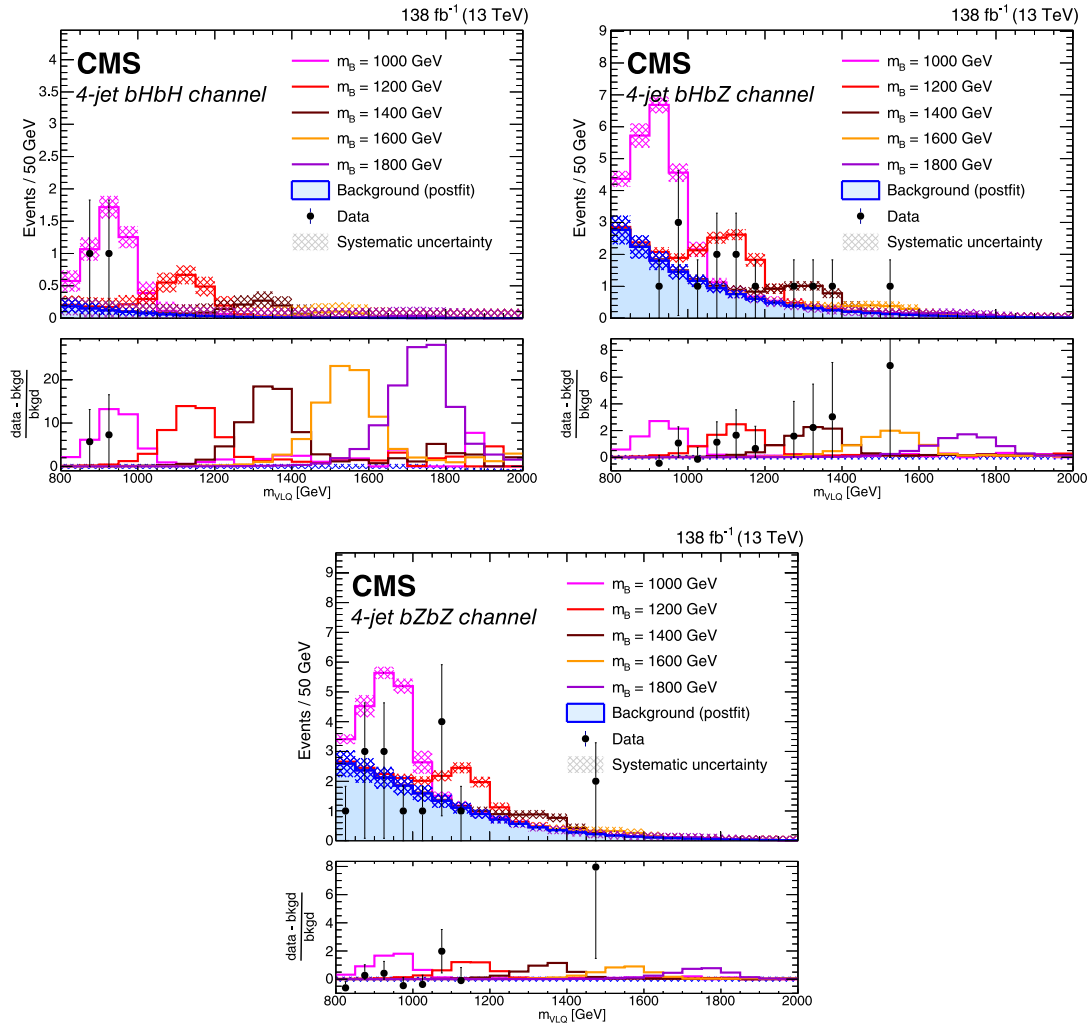 138 fb⁻¹ (13 TeV)
CMS
4-jet bHbH channel
Events / 50 GeV
4
3.5
3
2.5
2
1.5
1
0.5
0
m_B = 1000 GeV
m_B = 1200 GeV
m_B = 1400 GeV
m_B = 1600 GeV
m_B = 1800 GeV
Background (postfit)
Data
Systematic uncertainty
data - bkgd
bkgd
20
10
0
800 1000 1200 1400 1600 1800 2000
m_VLQ [GeV]
138 fb⁻¹ (13 TeV)
CMS
4-jet bHbZ channel
Events / 50 GeV
9
8
7
6
5
4
3
2
1
0
m_B = 1000 GeV
m_B = 1200 GeV
m_B = 1400 GeV
m_B = 1600 GeV
m_B = 1800 GeV
Background (postfit)
Data
Systematic uncertainty
data - bkgd
bkgd
8
6
4
2
0
800 1000 1200 1400 1600 1800 2000
m_VLQ [GeV]
138 fb⁻¹ (13 TeV)
CMS
4-jet bZbZ channel
Events / 50 GeV
9
8
7
6
5
4
3
2
1
0
m_B = 1000 GeV
m_B = 1200 GeV
m_B = 1400 GeV
m_B = 1600 GeV
m_B = 1800 GeV
Background (postfit)
Data
Systematic uncertainty
data - bkgd
bkgd
8
6
4
2
0
800 1000 1200 1400 1600 1800 2000
m_VLQ [GeV]